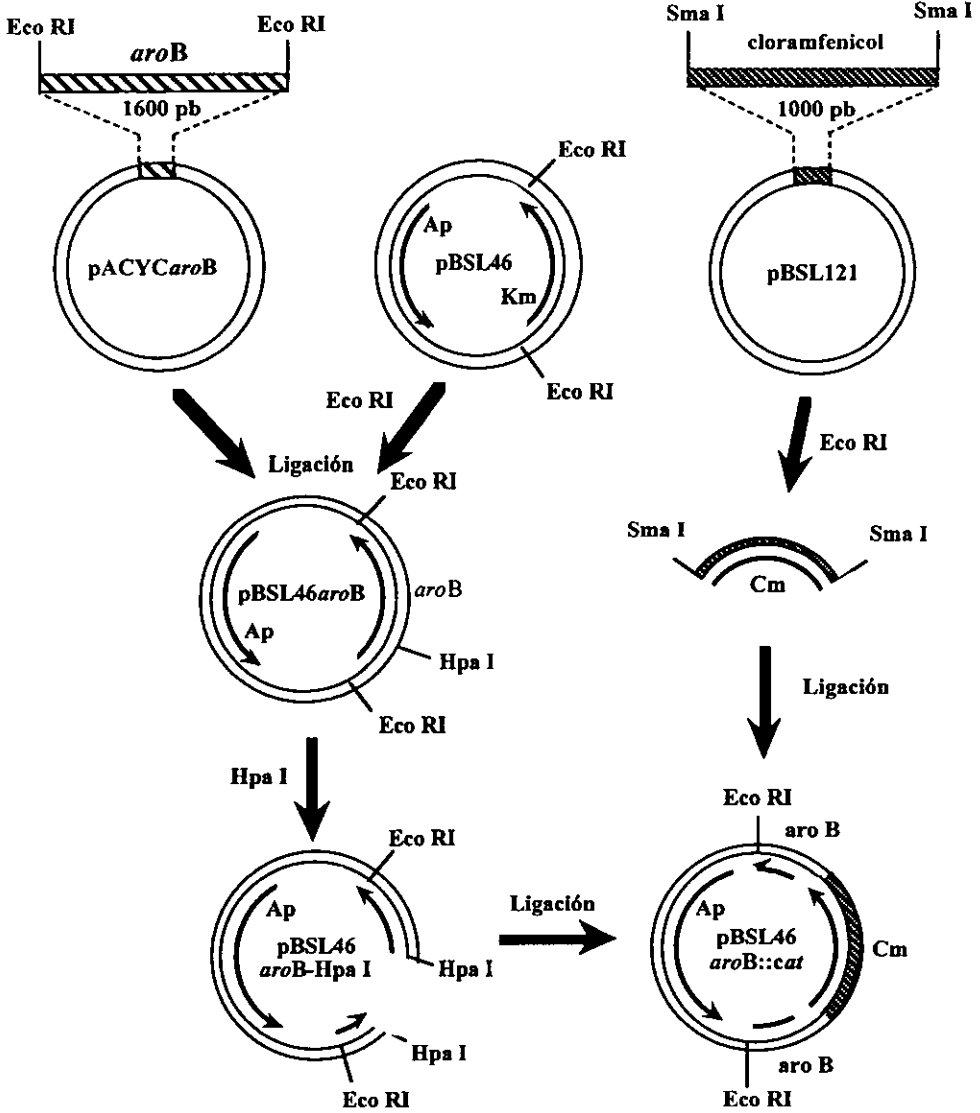 Eco RI
Eco RI
aroB
1600 pb
pACYCaroB
Eco RI
Ap
pBSL46
Km
Eco RI
Sma I
Sma I
cloramfenicol
1000 pb
pBSL121
Eco RI
Ligación
Eco RI
Eco RI
pBSL46aroB
aroB
Ap
Hpa I
Eco RI
Sma I
Sma I
Cm
Hpa I
Ligación
Eco RI
Ap
pBSL46
aroB-Hpa I
Hpa I
Hpa I
Eco RI
Ligación
Eco RI
aro B
Ap
pBSL46
aroB::cat
Cm
aro B
Eco RI